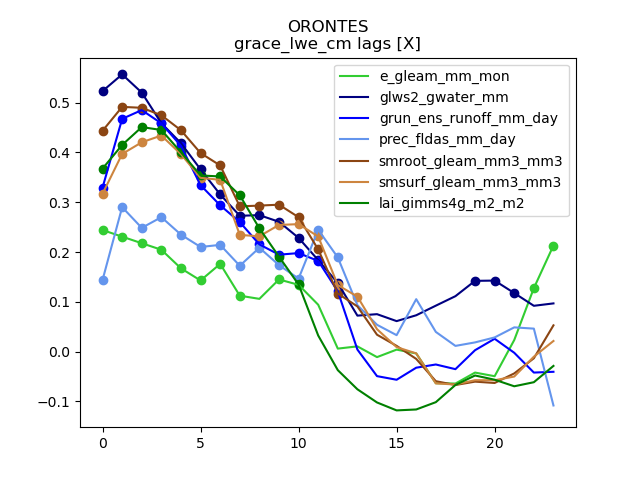 ORONTES
grace_lwe_cm lags [X]
e_gleam_mm_mon
glws2_gwater_mm
grun_ens_runoff_mm_day
prec_fldas_mm_day
smroot_gleam_mm3_mm3
smsurf_gleam_mm3_mm3
lai_gimms4g_m2_m2
0.5
0.4
0.3
0.2
0.1
0.0
−0.1
0 5 10 15 20